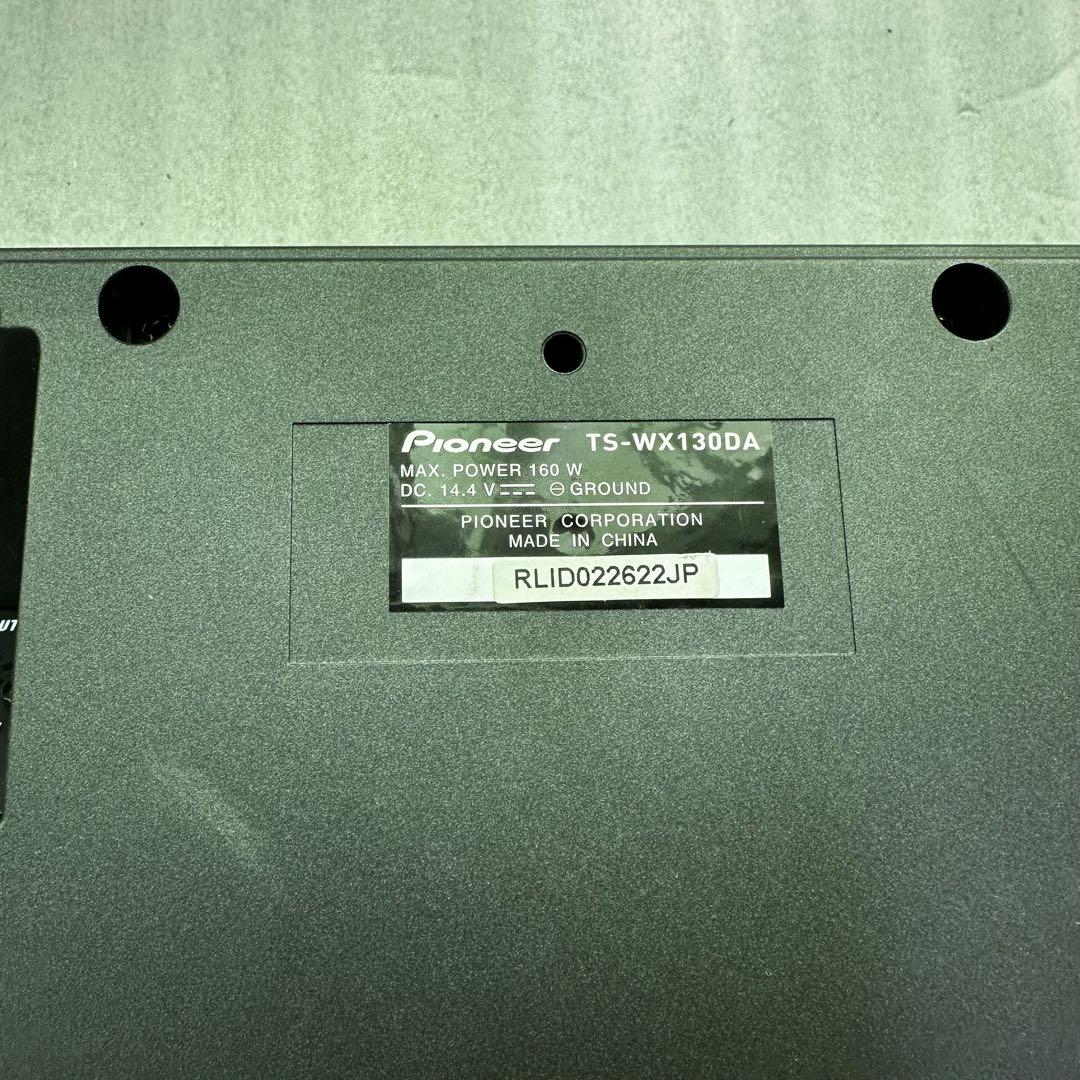 Pioneer TS-WX130DA
MAX. POWER 160 W
DC. 14.4 V ⎓ ⊖ GROUND
PIONEER CORPORATION
MADE IN CHINA
RLID022622JP